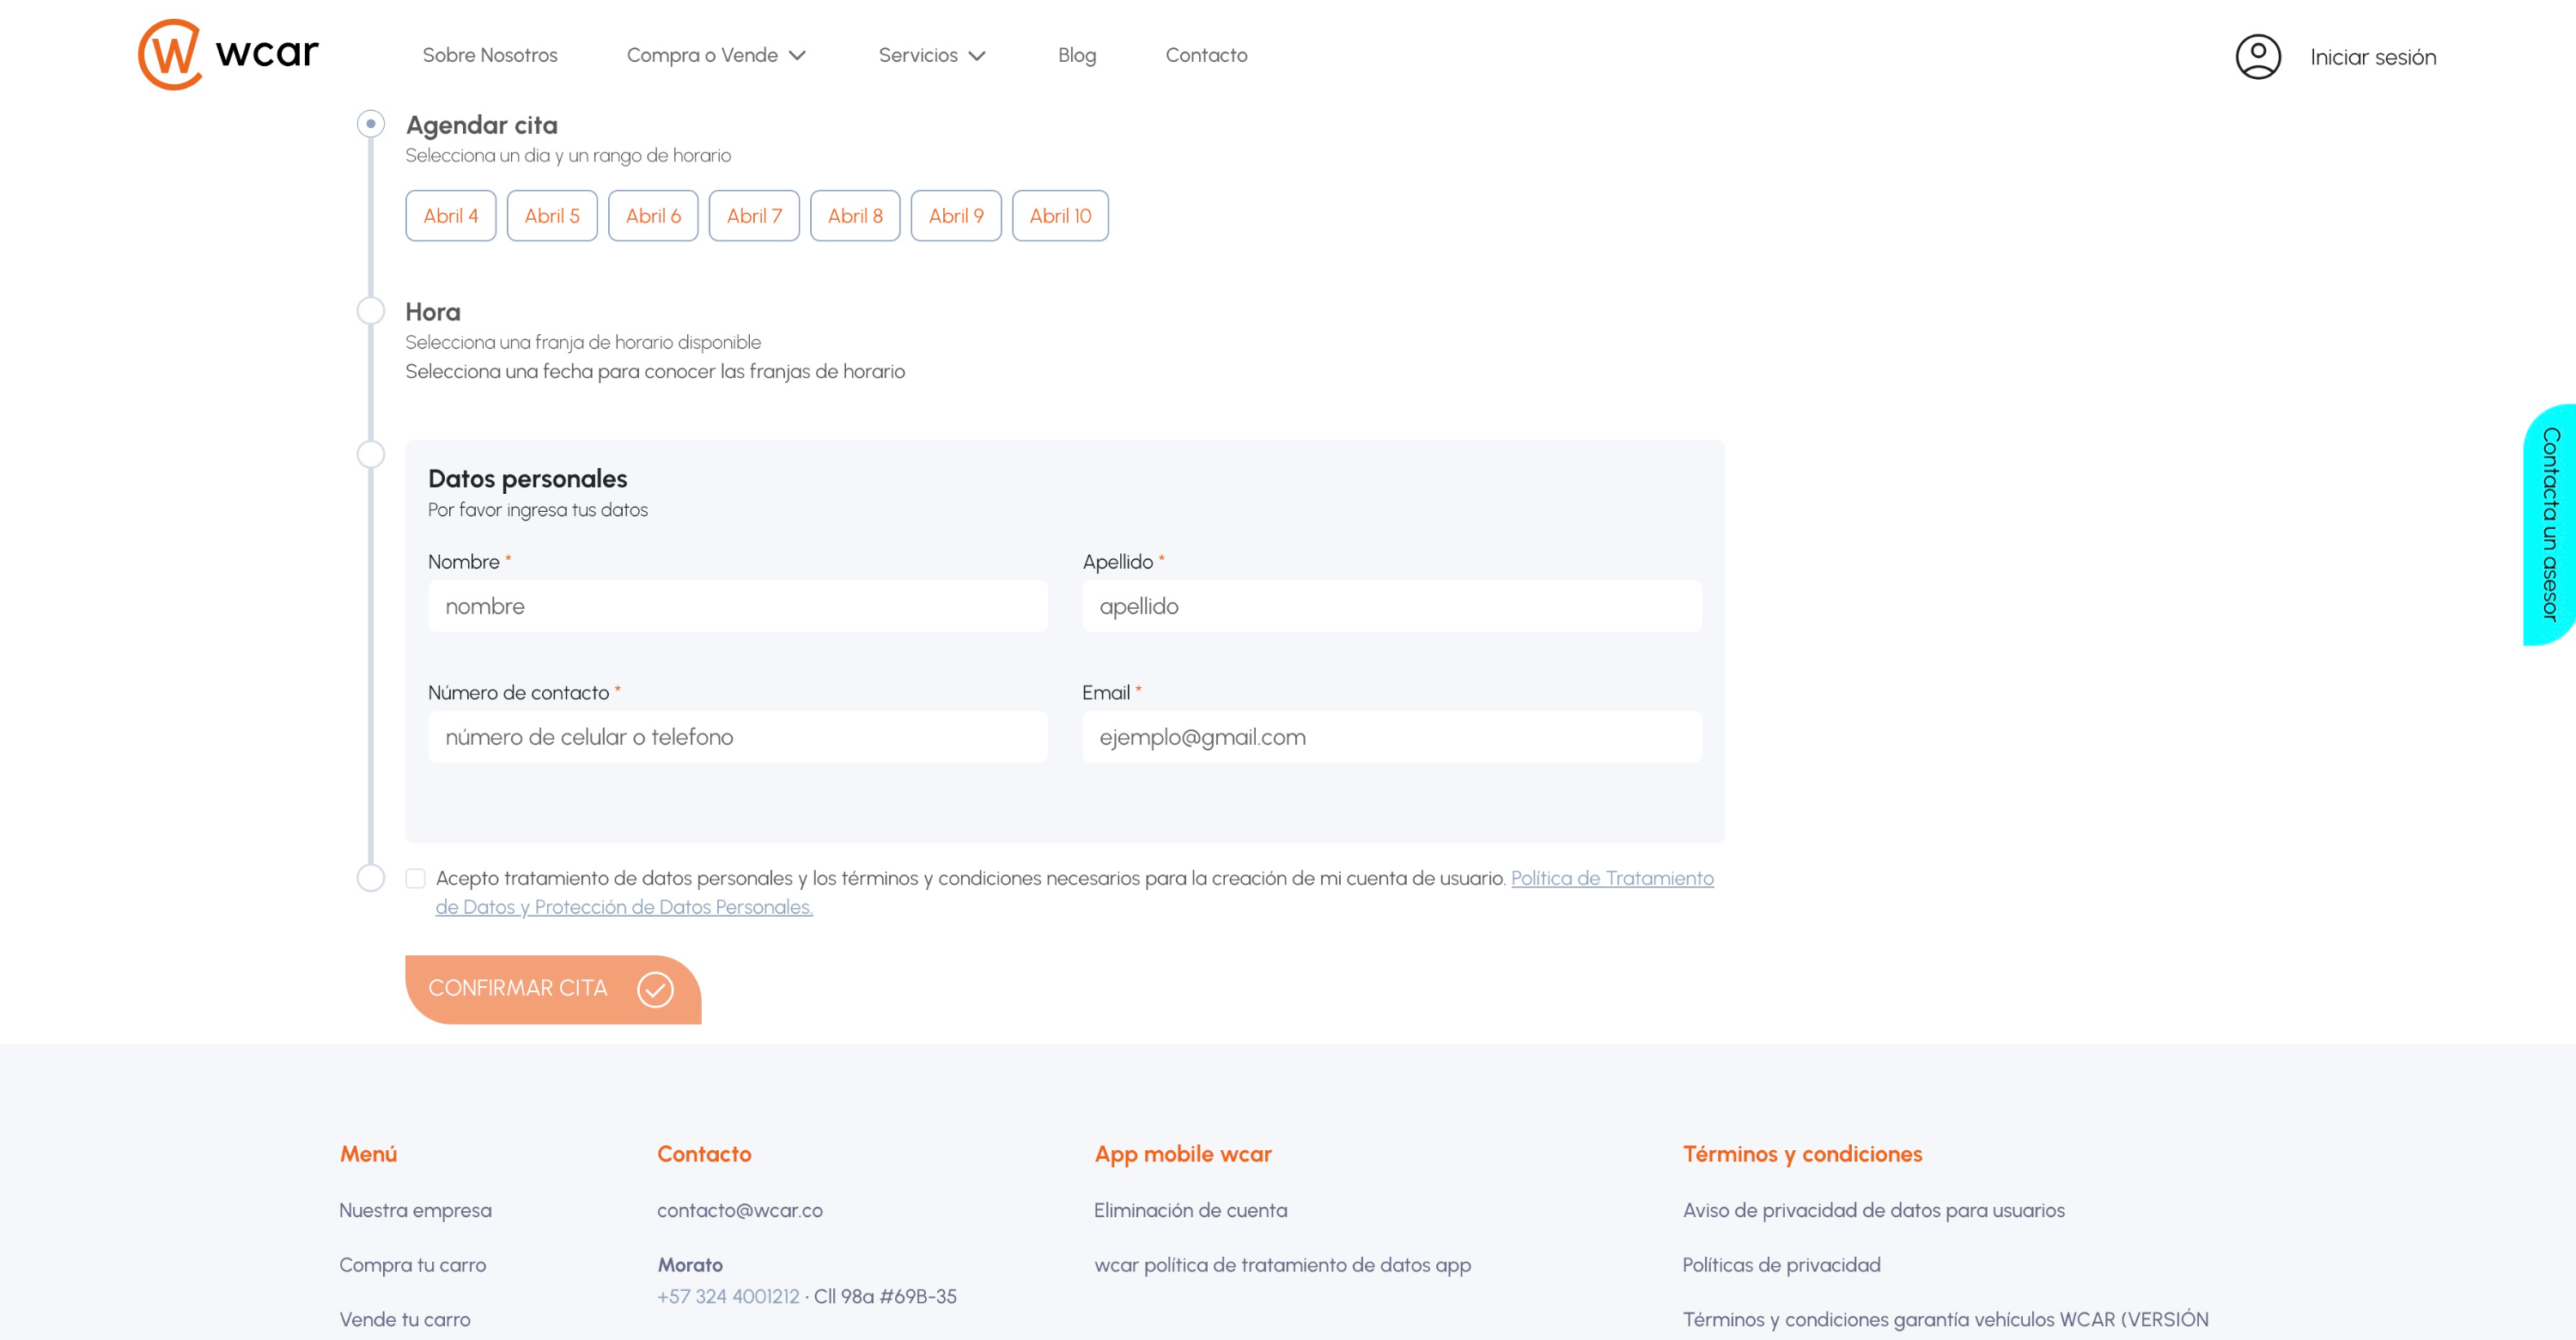 wcar
Sobre Nosotros
Compra o Vende
Servicios
Blog
Contacto
Iniciar sesión
Agendar cita
Selecciona un dia y un rango de horario
Abril 4
Abril 5
Abril 6
Abril 7
Abril 8
Abril 9
Abril 10
Hora
Selecciona una franja de horario disponible
Selecciona una fecha para conocer las franjas de horario
Contacta un asesor
Datos personales
Por favor ingresa tus datos
Nombre *
Apellido *
nombre
apellido
Número de contacto *
Email *
número de celular o telefono
ejemplo@gmail.com
Acepto tratamiento de datos personales y los términos y condiciones necesarios para la creación de mi cuenta de usuario. Política de Tratamiento
de Datos y Protección de Datos Personales.
CONFIRMAR CITA
Menú
Nuestra empresa
Compra tu carro
Vende tu carro
Contacto
contacto@wcar.co
Morato
+57 324 4001212 · Cll 98a #69B-35
App mobile wcar
Eliminación de cuenta
wcar política de tratamiento de datos app
Términos y condiciones
Aviso de privacidad de datos para usuarios
Políticas de privacidad
Términos y condiciones garantía vehículos WCAR (VERSIÓN